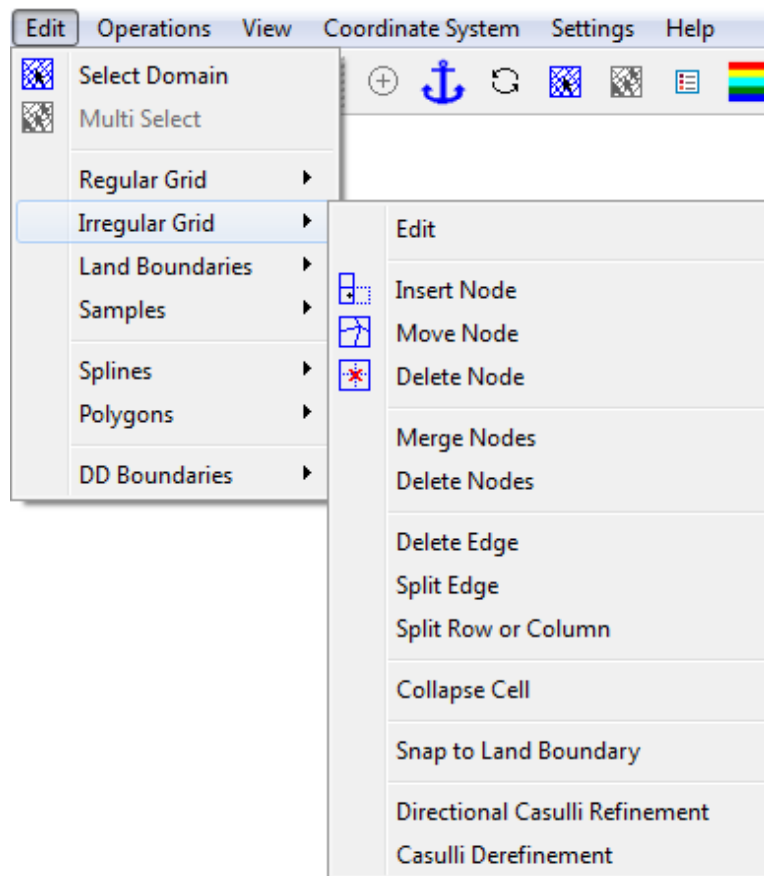 Edit Operations View Coordinate System Settings Help
Select Domain
Multi Select
Regular Grid
Irregular Grid
Land Boundaries
Samples
Splines
Polygons
DD Boundaries
Edit
Insert Node
Move Node
Delete Node
Merge Nodes
Delete Nodes
Delete Edge
Split Edge
Split Row or Column
Collapse Cell
Snap to Land Boundary
Directional Casulli Refinement
Casulli Derefinement